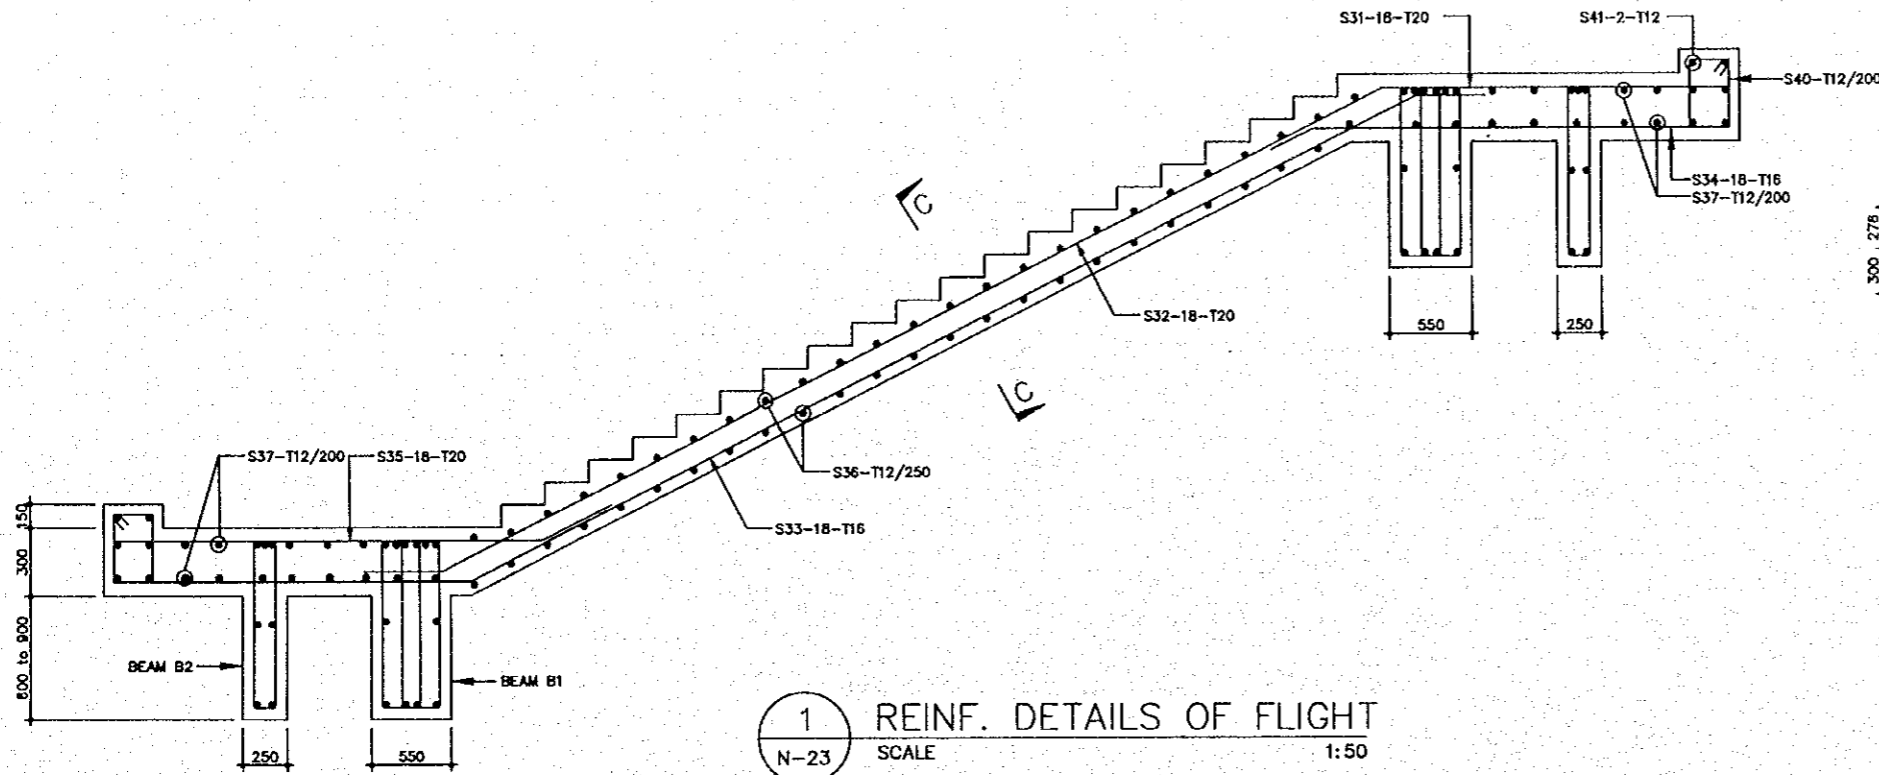 S31-18-T20
S41-2-T12
S40-T12/200
S34-18-T16
S37-T12/200
300 278
C
S32-18-T20
550
250
C
S37-T12/200
S35-18-T20
S36-T12/250
S33-18-T16
150
300
600 to 900
BEAM B2
BEAM B1
250
550
1
N-23
REINF. DETAILS OF FLIGHT
SCALE 1:50